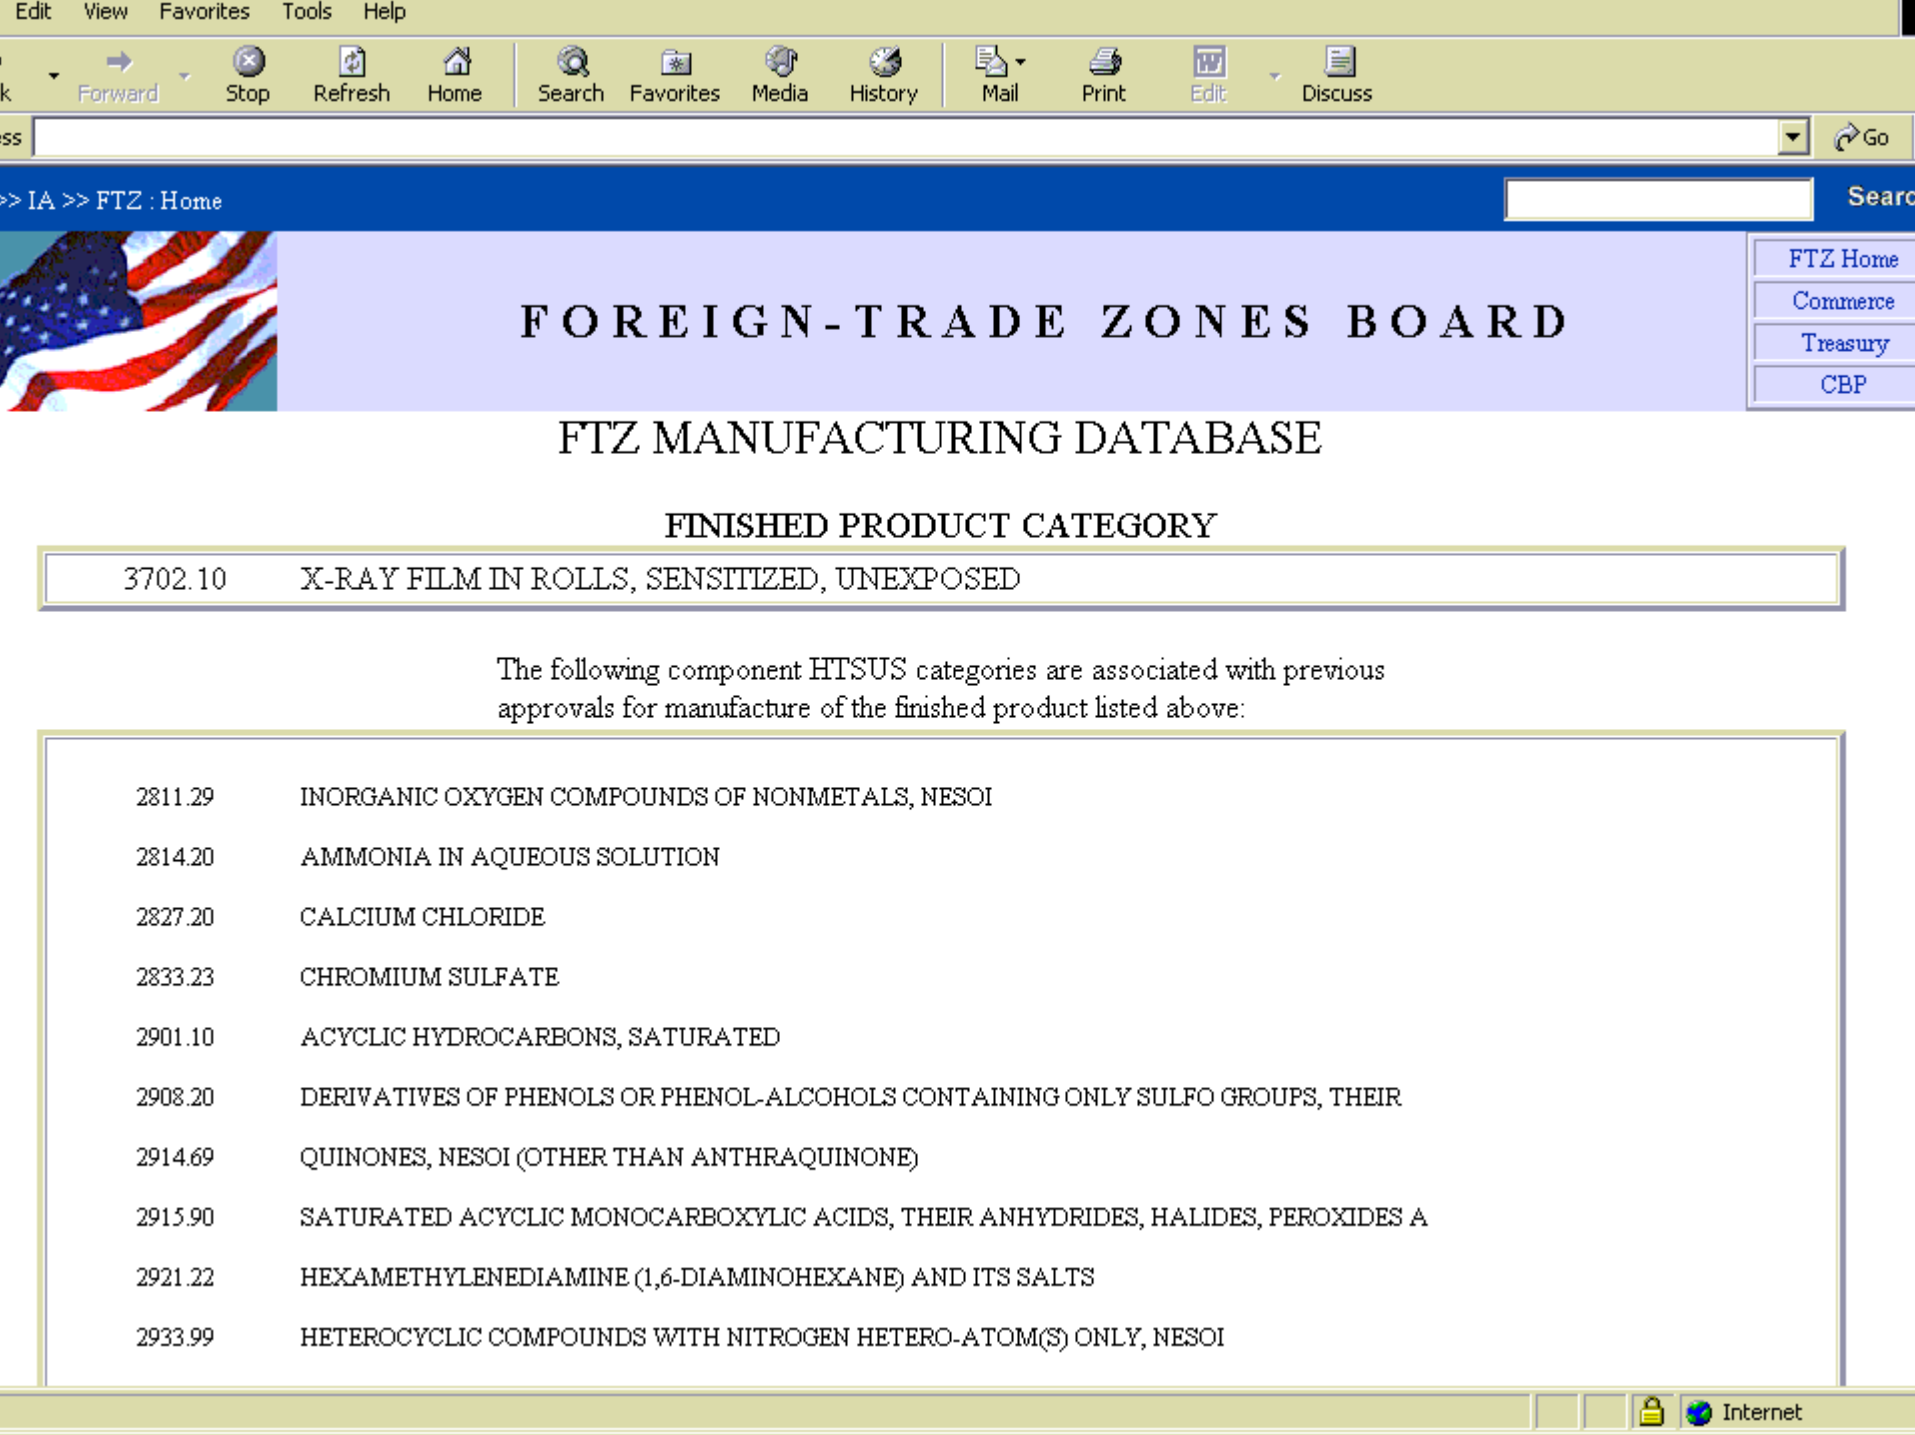 Edit View Favorites Tools Help
k Forward Stop Refresh Home Search Favorites Media History Mail Print Edit Discuss
ess Go
>> IA >> FTZ : Home Searc
FTZ Home
Commerce
FOREIGN-TRADE ZONES BOARD
Treasury
CBP
FTZ MANUFACTURING DATABASE
FINISHED PRODUCT CATEGORY
3702.10 X-RAY FILM IN ROLLS, SENSITIZED, UNEXPOSED
The following component HTSUS categories are associated with previous
approvals for manufacture of the finished product listed above:
2811.29 INORGANIC OXYGEN COMPOUNDS OF NONMETALS, NESOI
2814.20 AMMONIA IN AQUEOUS SOLUTION
2827.20 CALCIUM CHLORIDE
2833.23 CHROMIUM SULFATE
2901.10 ACYCLIC HYDROCARBONS, SATURATED
2908.20 DERIVATIVES OF PHENOLS OR PHENOL-ALCOHOLS CONTAINING ONLY SULFO GROUPS, THEIR
2914.69 QUINONES, NESOI (OTHER THAN ANTHRAQUINONE)
2915.90 SATURATED ACYCLIC MONOCARBOXYLIC ACIDS, THEIR ANHYDRIDES, HALIDES, PEROXIDES A
2921.22 HEXAMETHYLENEDIAMINE (1,6-DIAMINOHEXANE) AND ITS SALTS
2933.99 HETEROCYCLIC COMPOUNDS WITH NITROGEN HETERO-ATOM(S) ONLY, NESOI
Internet